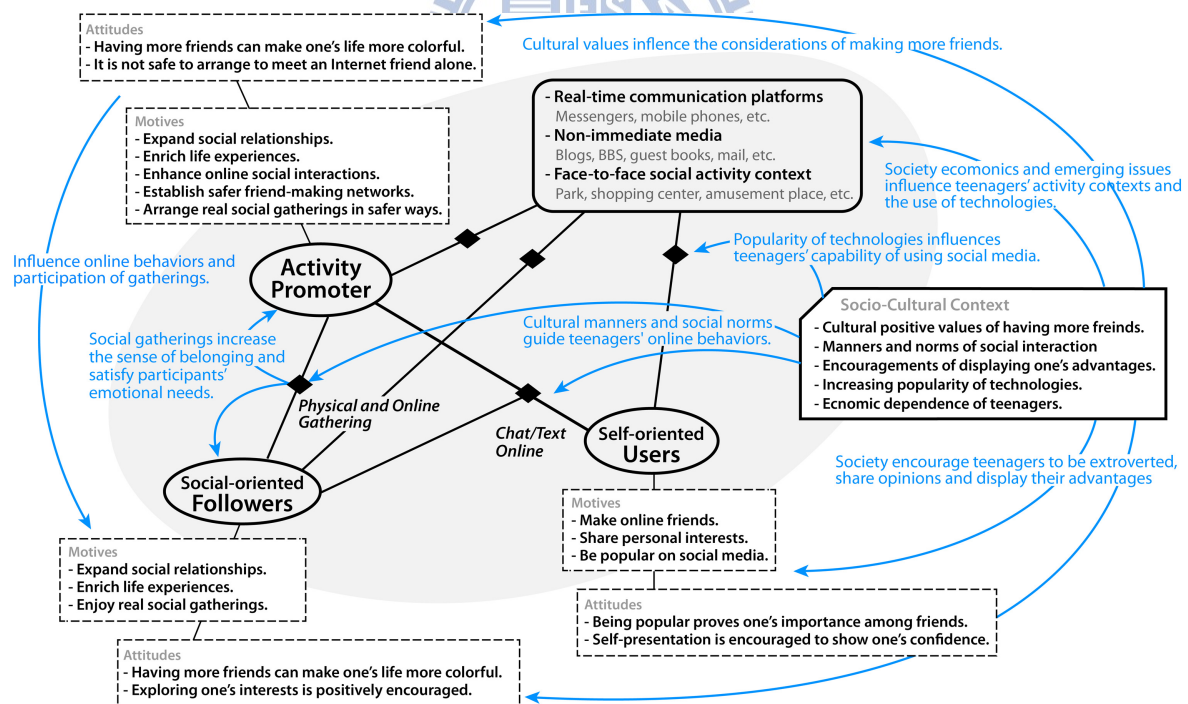 Attitudes
- Having more friends can make one's life more colorful.
- It is not safe to arrange to meet an Internet friend alone.
Cultural values inflence the considerations of making more friends.
Motives
- Expand social relationships.
- Enrich life experiences.
- Enhance online social interactions.
- Establish safer friend-making networks.
- Arrange real social gatherings in safer ways.
- Real-time communication platforms
Messengers, mobile phones, etc.
- Non-immediate media
Blogs, BBS, guest books, mail, etc.
- Face-to-face social activity context
Park, shopping center, amusement place, etc.
Society ecomonics and emerging issues
influence teenagers' activity contexts and
the use of technologies.
Influence online behaviors and
participation of gatherings.
Activity
Promoter
Popularity of technologies influences
teenagers' capability of using social media.
Socio-Cultural Context
- Cultural positive values of having more freinds.
- Manners and norms of social interaction
- Encouragements of displaying one's advantages.
- Increasing popularity of technologies.
- Ecnomic dependence of teenagers.
Social gatherings increase
the sense of belonging and
satisfy participants'
emotional needs.
Cultural manners and social norms
guide teenagers' online behaviors.
Physical and Online
Gathering
Chat/Text
Online
Self-oriented
Users
Social-oriented
Followers
Society encourage teenagers to be extroverted,
share opinions and display their advantages
Motives
- Make online friends.
- Share personal interests.
- Be popular on social media.
Motives
- Expand social relationships.
- Enrich life experiences.
- Enjoy real social gatherings.
Attitudes
- Being popular proves one's importance among friends.
- Self-presentation is encouraged to show one's confidence.
Attitudes
- Having more friends can make one's life more colorful.
- Exploring one's interests is positively encouraged.